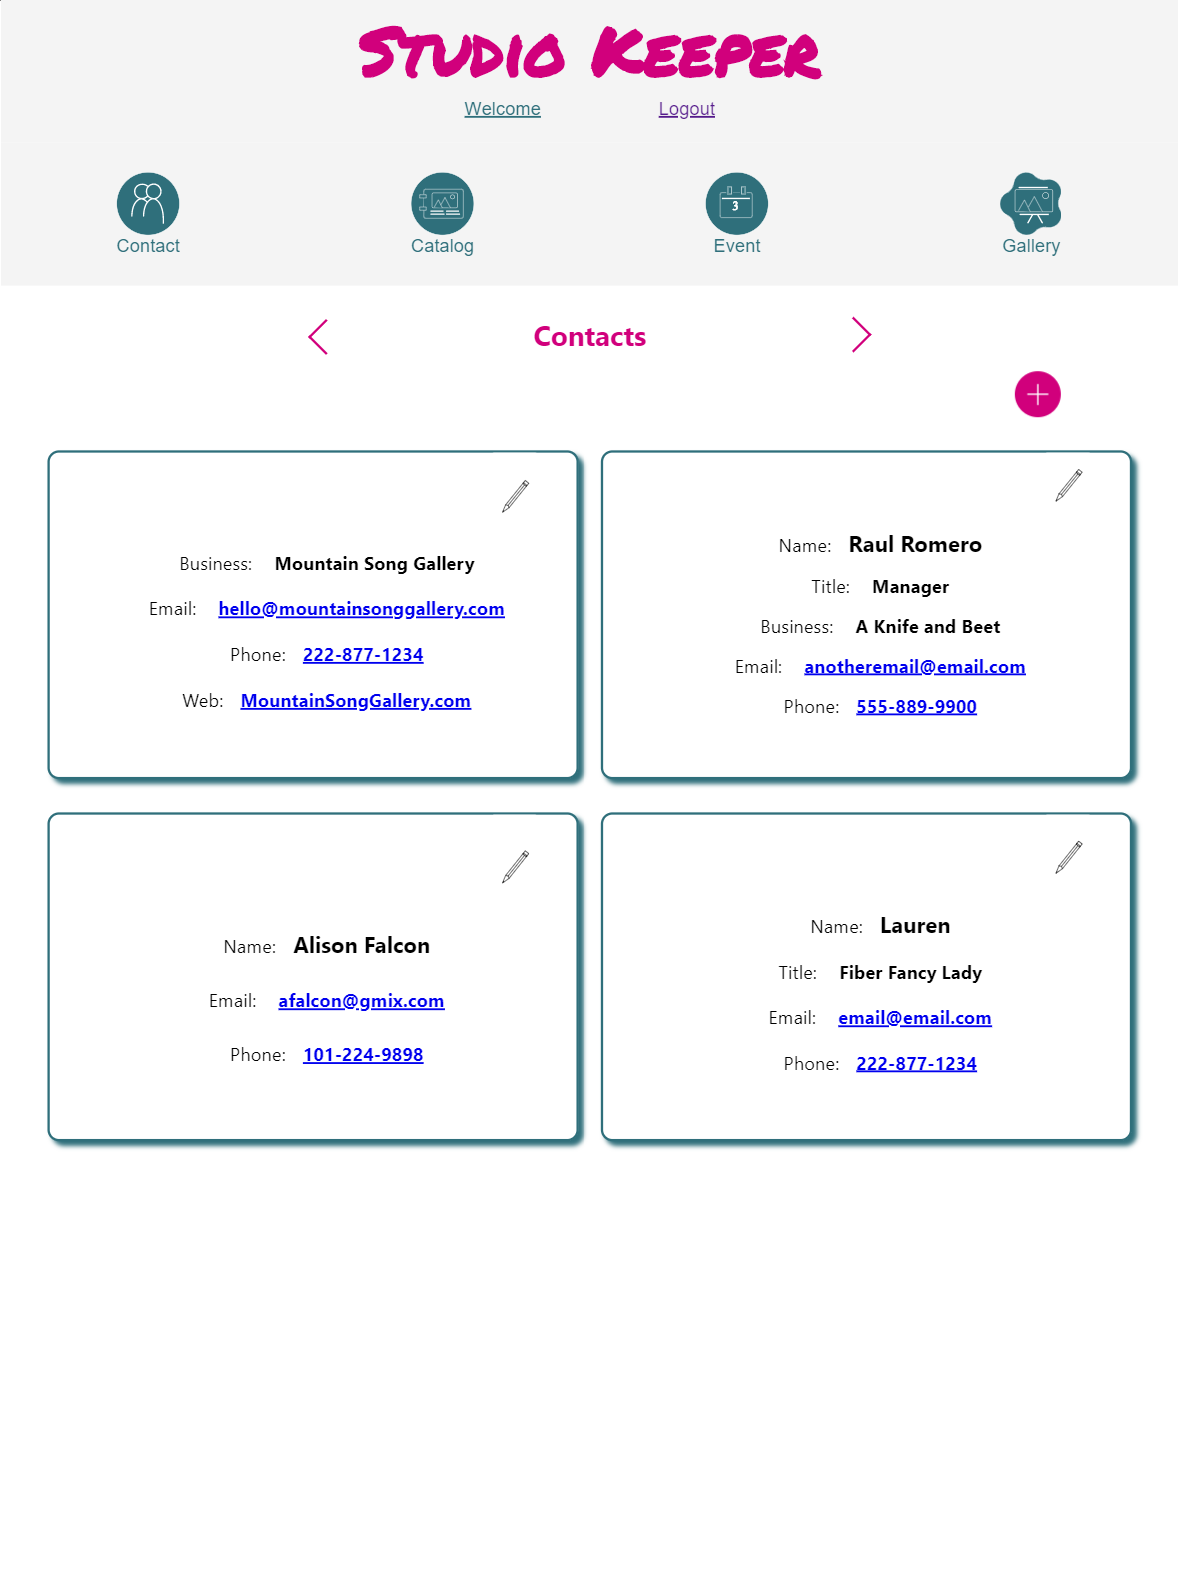 Studio Keeper
Welcome Logout
3
Contact Catalog Event Gallery
Contacts
Business: Mountain Song Gallery
Email: hello@mountainsonggallery.com
Phone: 222-877-1234
Web: MountainSongGallery.com
Name: Raul Romero
Title: Manager
Business: A Knife and Beet
Email: anotheremail@email.com
Phone: 555-889-9900
Name: Alison Falcon
Email: afalcon@gmix.com
Phone: 101-224-9898
Name: Lauren
Title: Fiber Fancy Lady
Email: email@email.com
Phone: 222-877-1234